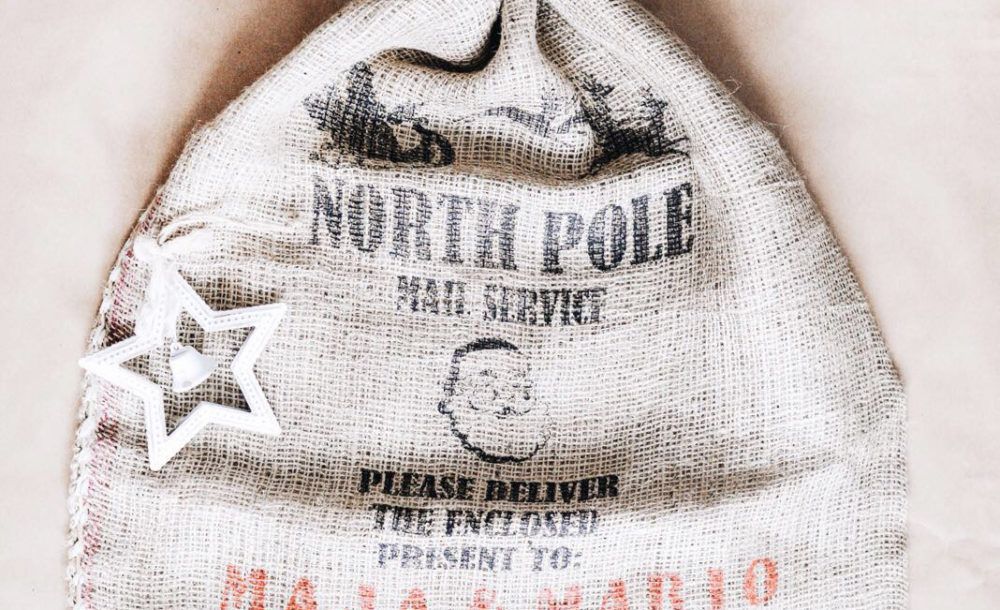 NORTH POLE
MAIL SERVICE
PLEASE DELIVER
THE ENCLOSED
PRESENT TO:
MAJA & MARIO